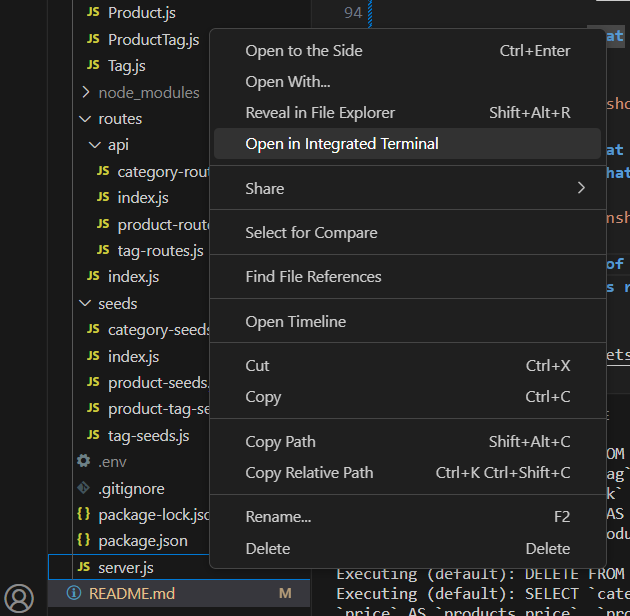 JS Product.js
94
JS ProductTag.js
JS Tag.js
node_modules
routes
api
JS category-rou
JS index.js
JS product-route
JS tag-routes.js
JS index.js
seeds
JS category-seeds
JS index.js
JS product-seeds.
JS product-tag-se
JS tag-seeds.js
.env
.gitignore
{} package-lock.jso
{} package.json
JS server.js
README.md M
Open to the Side Ctrl+Enter
Open With...
Reveal in File Explorer Shift+Alt+R
Open in Integrated Terminal
Share
Select for Compare
Find File References
Open Timeline
Cut Ctrl+X
Copy Ctrl+C
Copy Path Shift+Alt+C
Copy Relative Path Ctrl+K Ctrl+Shift+C
Rename... F2
Delete Delete
at
sho
at
hat
nsh
of
s r
ets
OM
ag`
k`
AS
odu
Executing (default): DELETE FROM
Executing (default): SELECT `cate
`price` AS `products.price`, `pro